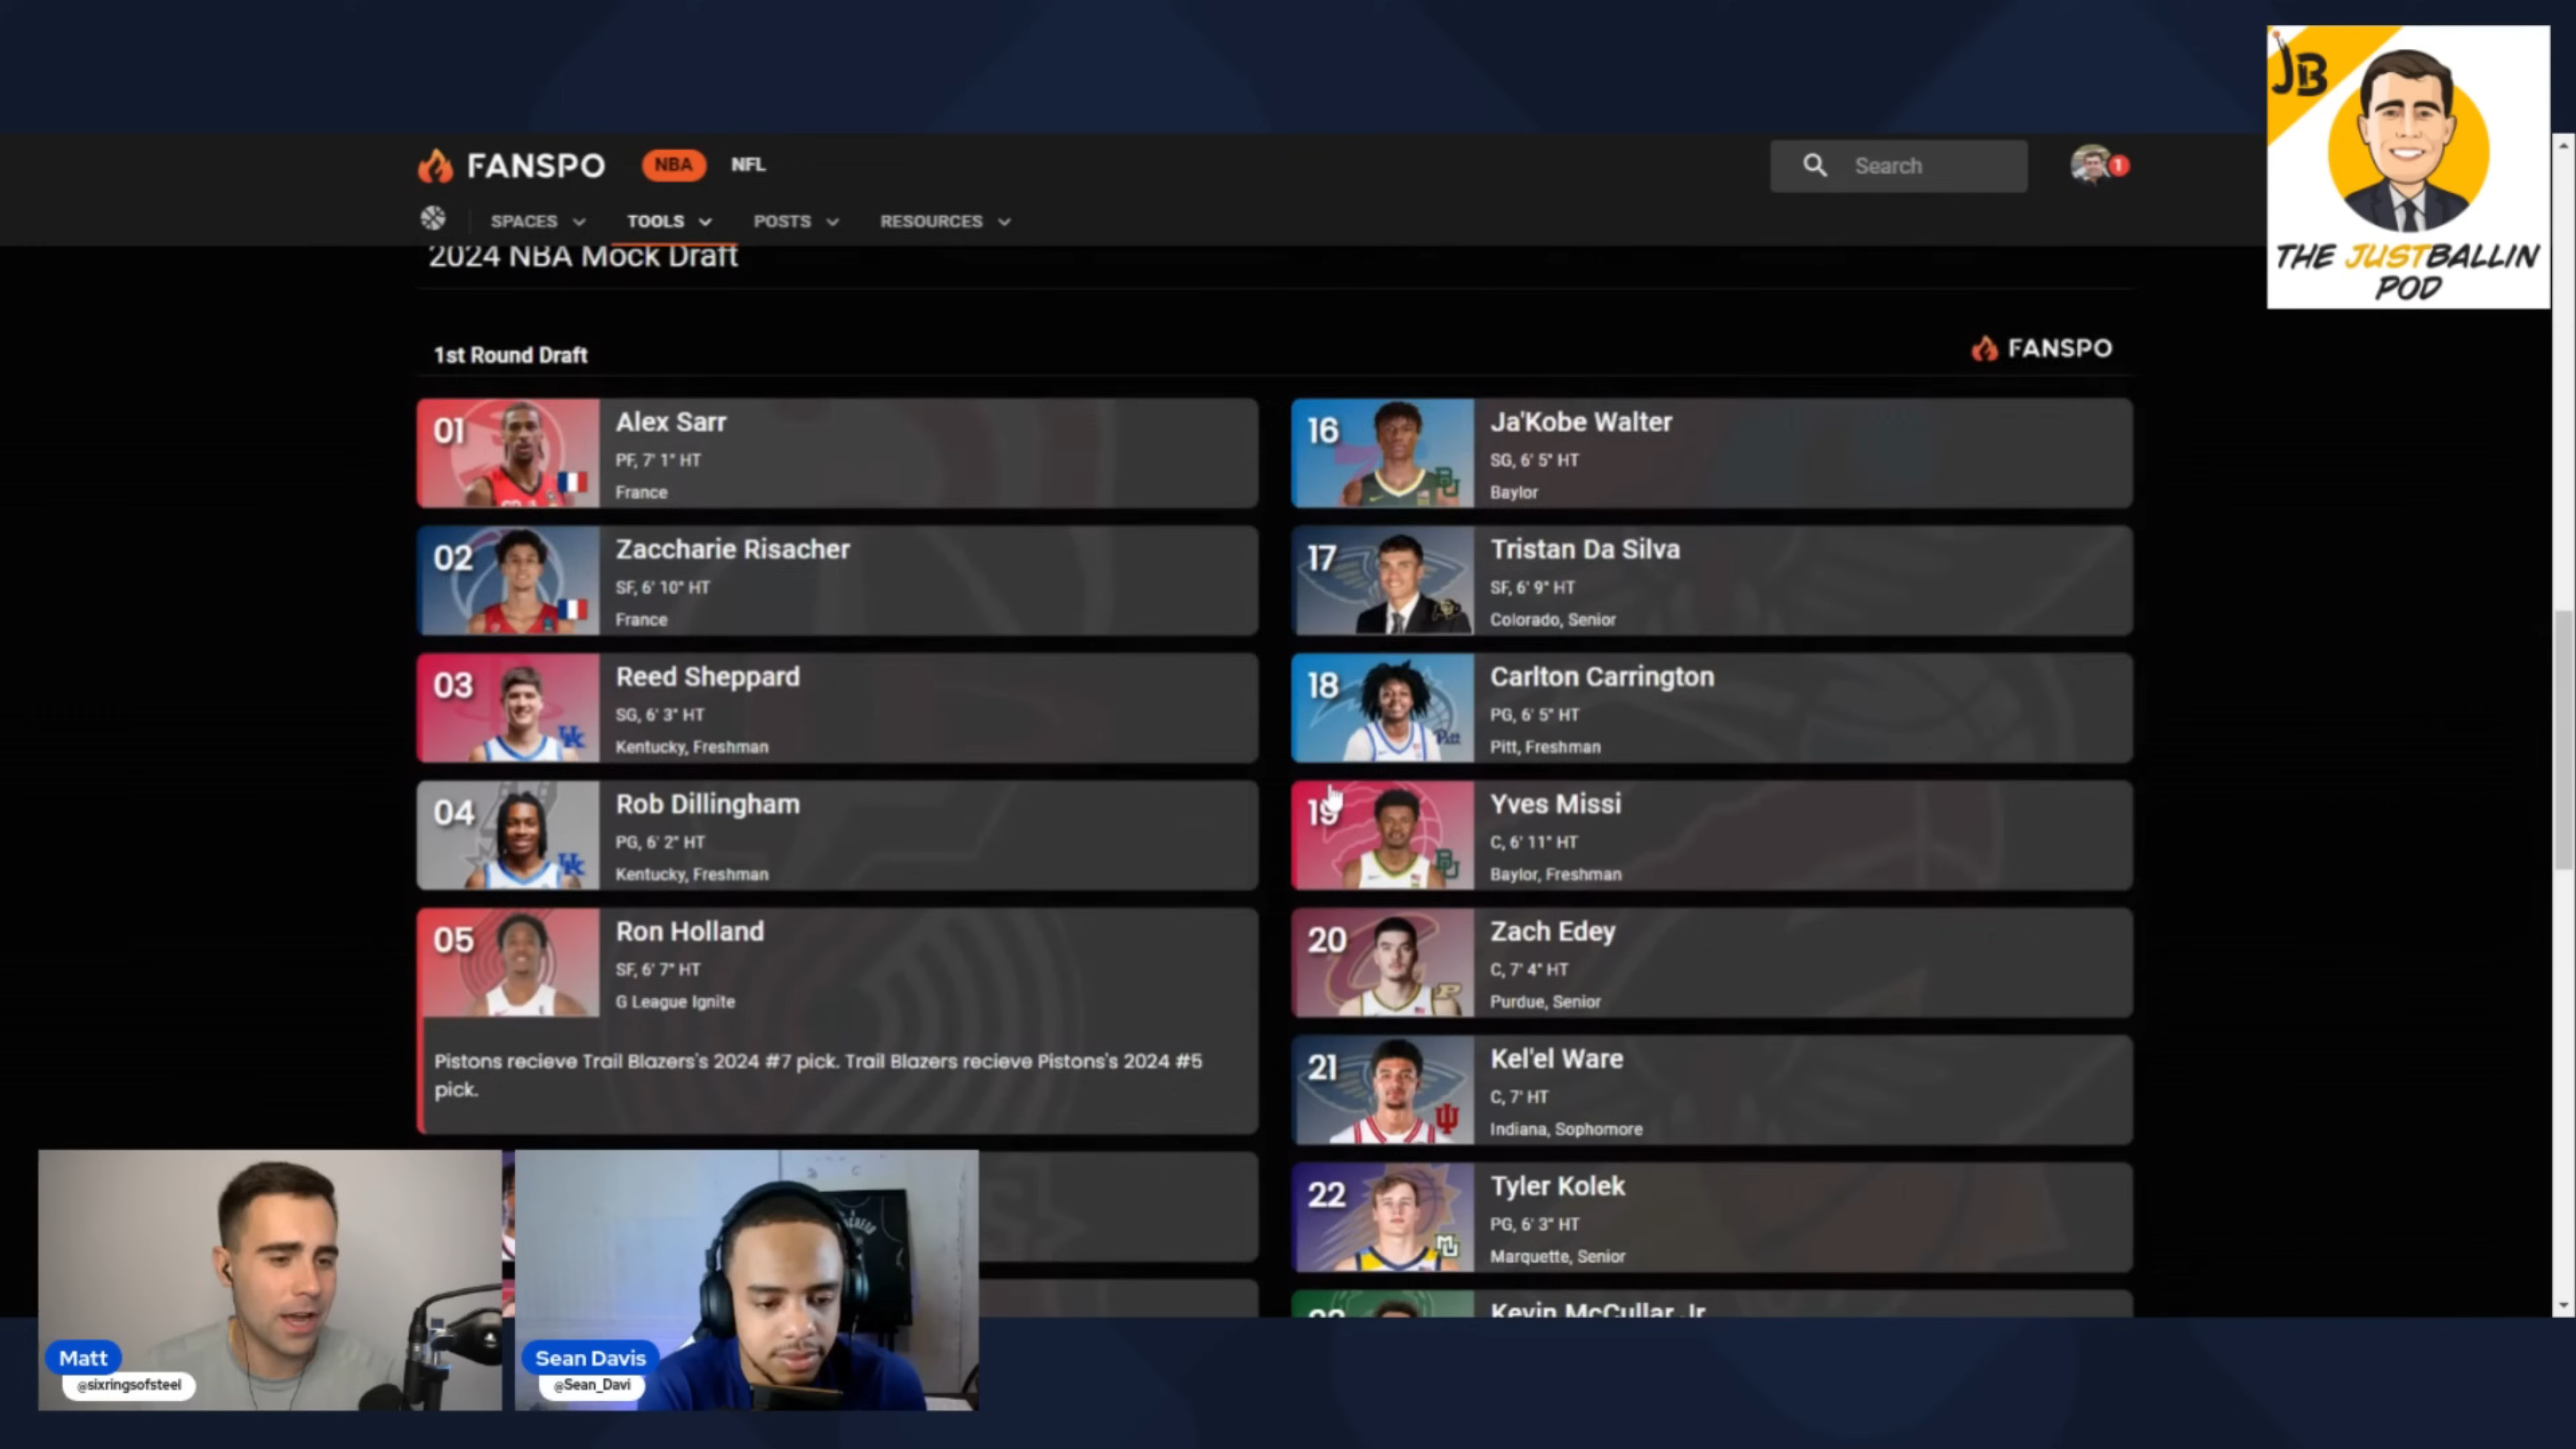 FANSPO
NBA
NFL
Search
1
SPACES
TOOLS
POSTS
RESOURCES
JB
THE JUSTBALLIN
POD
2024 NBA Mock Draft
1st Round Draft
FANSPO
01
Alex Sarr
PF, 7' 1" HT
France
02
Zaccharie Risacher
SF, 6' 10" HT
France
03
Reed Sheppard
SG, 6' 3" HT
Kentucky, Freshman
04
Rob Dillingham
PG, 6' 2" HT
Kentucky, Freshman
05
Ron Holland
SF, 6' 7" HT
G League Ignite
Pistons recieve Trail Blazers's 2024 #7 pick. Trail Blazers recieve Pistons's 2024 #5
pick.
16
Ja'Kobe Walter
SG, 6' 5" HT
Baylor
17
Tristan Da Silva
SF, 6' 9" HT
Colorado, Senior
18
Carlton Carrington
PG, 6' 5" HT
Pitt, Freshman
19
Yves Missi
C, 6' 11" HT
Baylor, Freshman
20
Zach Edey
C, 7' 4" HT
Purdue, Senior
21
Kel'el Ware
C, 7' HT
Indiana, Sophomore
22
Tyler Kolek
PG, 6' 3" HT
Marquette, Senior
Kevin McCullar Jr
Matt
@sixringsofsteel
Sean Davis
@Sean_Davi